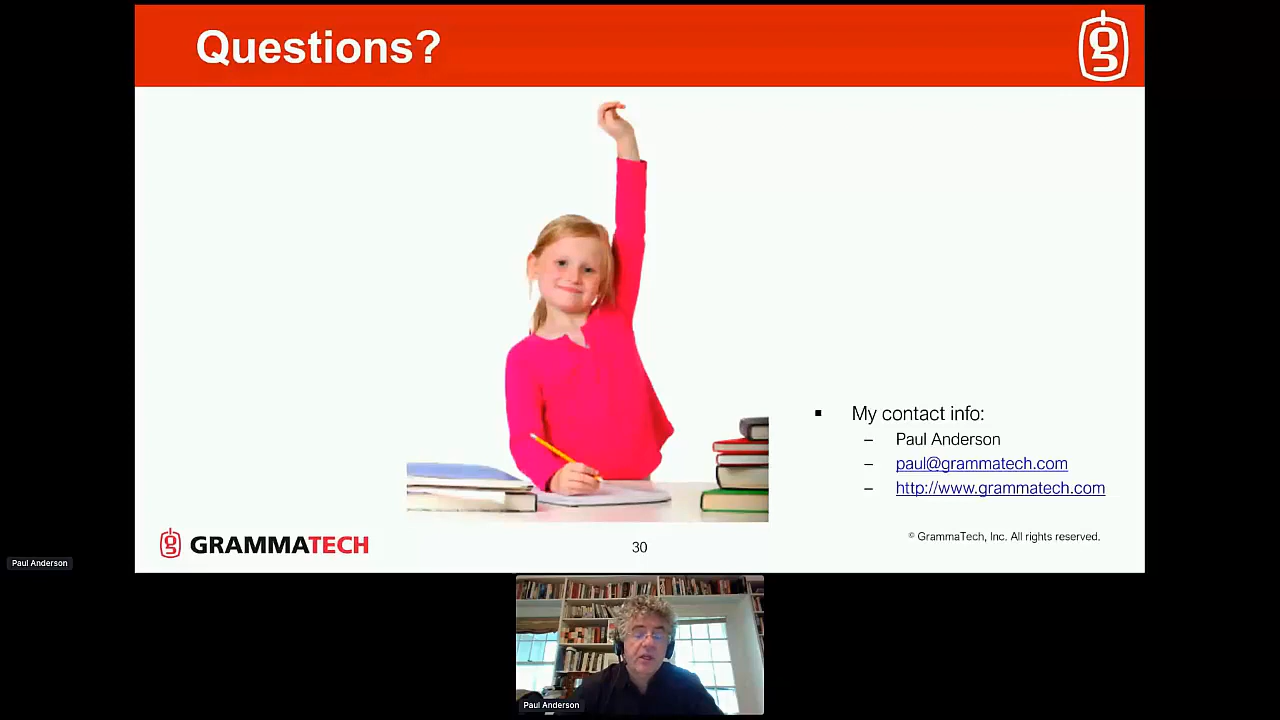 Questions?
▪ My contact info:
– Paul Anderson
– paul@grammatech.com
– http://www.grammatech.com
GRAMMATECH
30
© GrammaTech, Inc. All rights reserved.
Paul Anderson
Paul Anderson